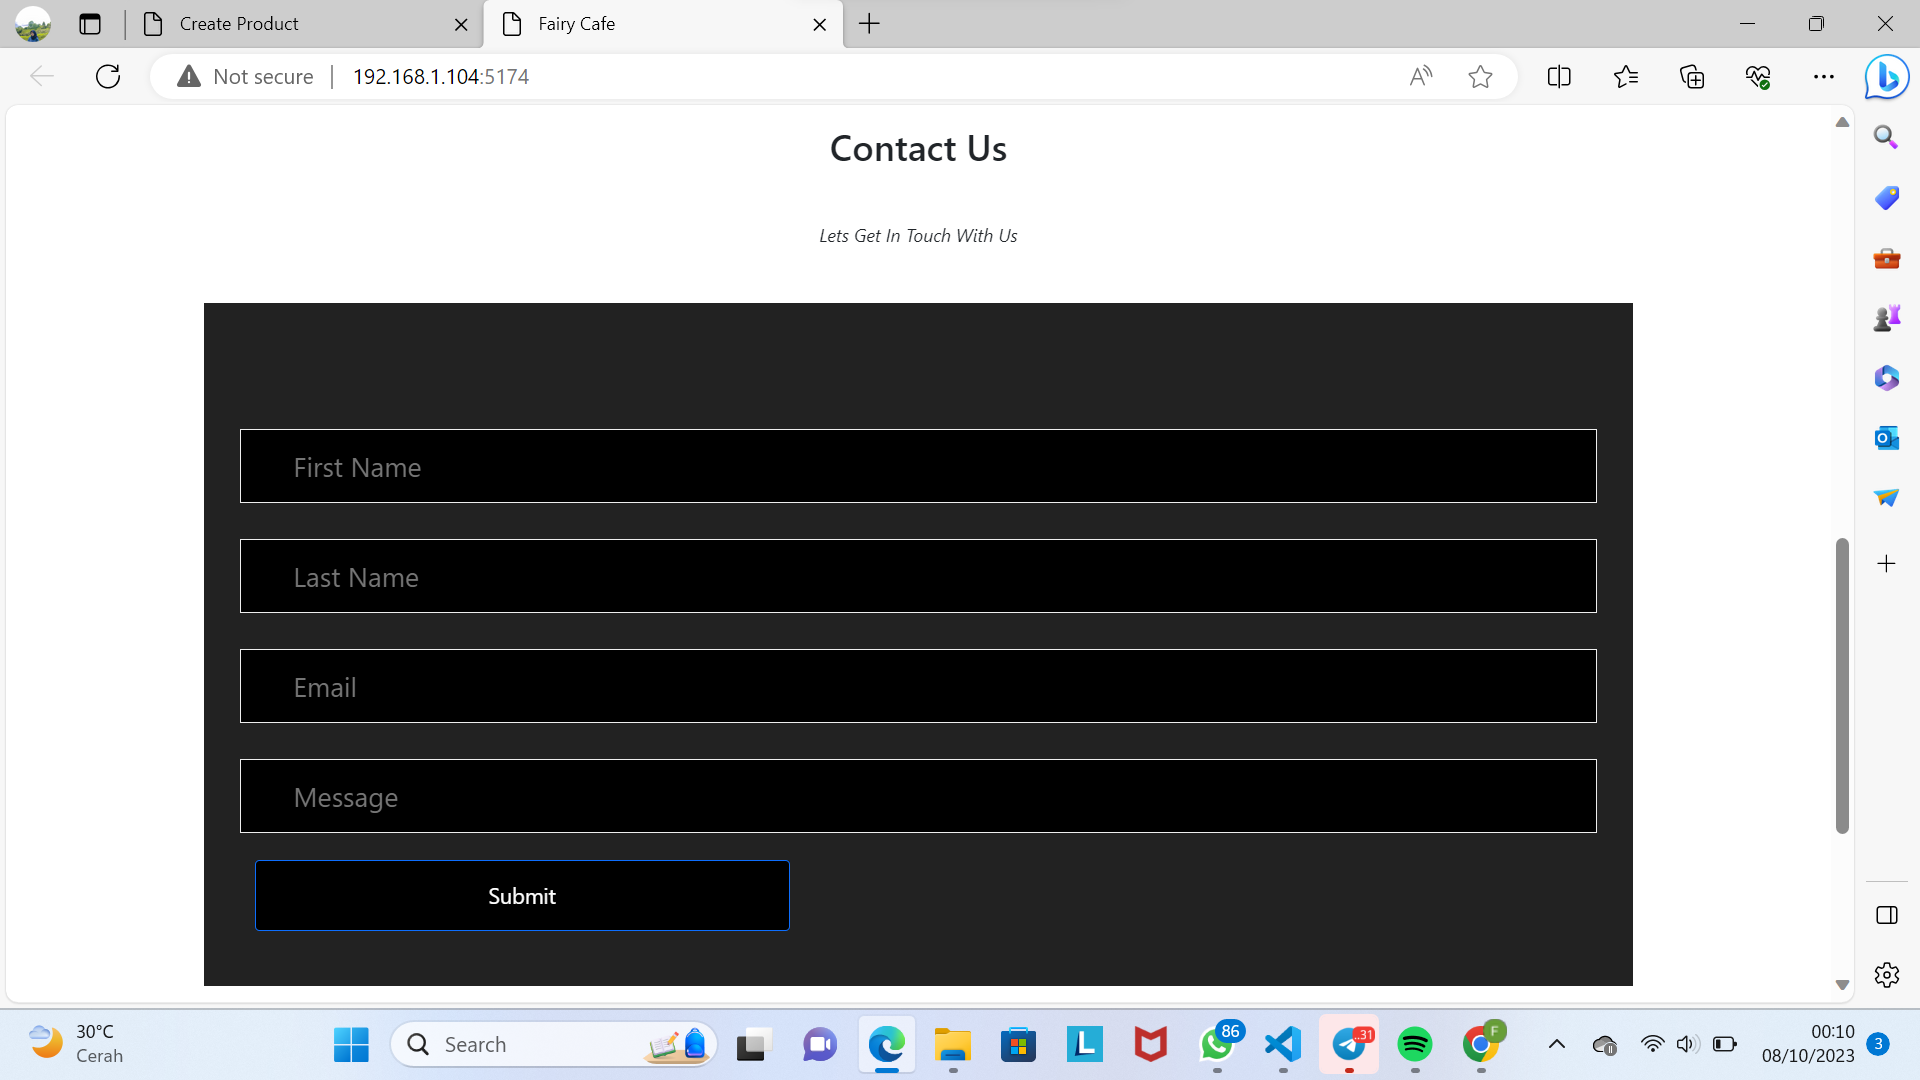 Create Product
Fairy Cafe
Not secure
192.168.1.104:5174
Contact Us
Lets Get In Touch With Us
First Name
Last Name
Email
Message
Submit
30°C
Cerah
Search
86
..31
F
00:10
08/10/2023
3